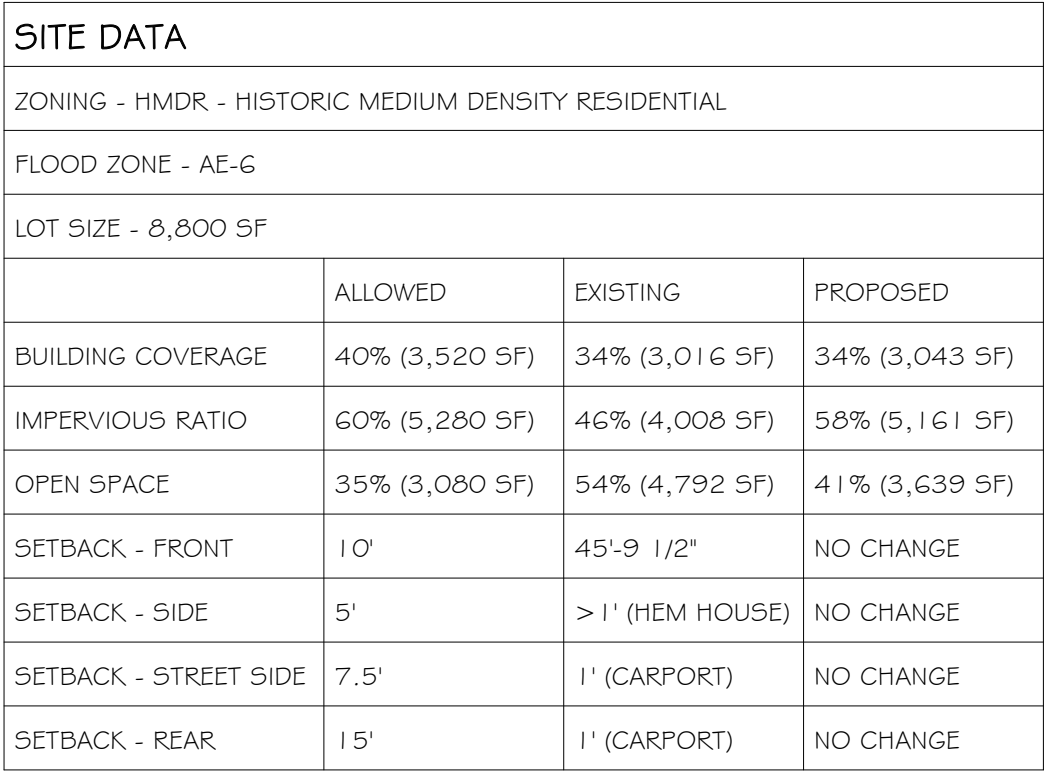 SITE DATA
ZONING - HMDR - HISTORIC MEDIUM DENSITY RESIDENTIAL
FLOOD ZONE - AE-6
LOT SIZE - 8,800 SF
ALLOWED EXISTING PROPOSED
BUILDING COVERAGE 40% (3,520 SF) 34% (3,016 SF) 34% (3,043 SF)
IMPERVIOUS RATIO 60% (5,280 SF) 46% (4,008 SF) 58% (5,161 SF)
OPEN SPACE 35% (3,080 SF) 54% (4,792 SF) 41% (3,639 SF)
SETBACK - FRONT 10' 45'-9 1/2" NO CHANGE
SETBACK - SIDE 5' > 1' (HEM HOUSE) NO CHANGE
SETBACK - STREET SIDE 7.5' 1' (CARPORT) NO CHANGE
SETBACK - REAR 15' 1' (CARPORT) NO CHANGE